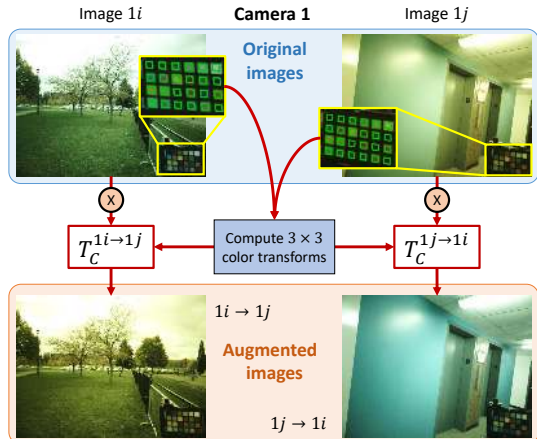 Image 1i
Camera 1
Image 1j
Original
images
X
X
T_C^{1i→1j}
Compute 3 × 3
color transforms
T_C^{1j→1i}
1i → 1j
Augmented
images
1j → 1i